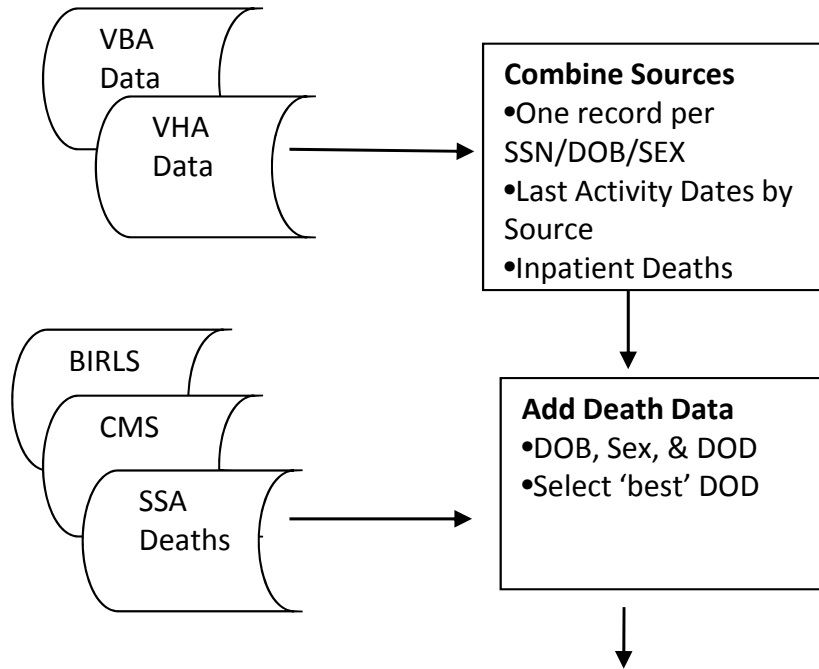 VBA
Data
VHA
Data
Combine Sources
•One record per
SSN/DOB/SEX
•Last Activity Dates by
Source
•Inpatient Deaths
BIRLS
CMS
SSA
Deaths
Add Death Data
•DOB, Sex, & DOD
•Select ‘best’ DOD